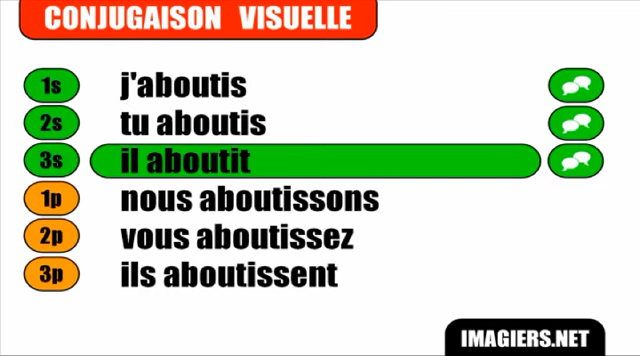 CONJUGAISON VISUELLE
1s j'aboutis
2s tu aboutis
3s il aboutit
1p nous aboutissons
2p vous aboutissez
3p ils aboutissent
IMAGIERS.NET